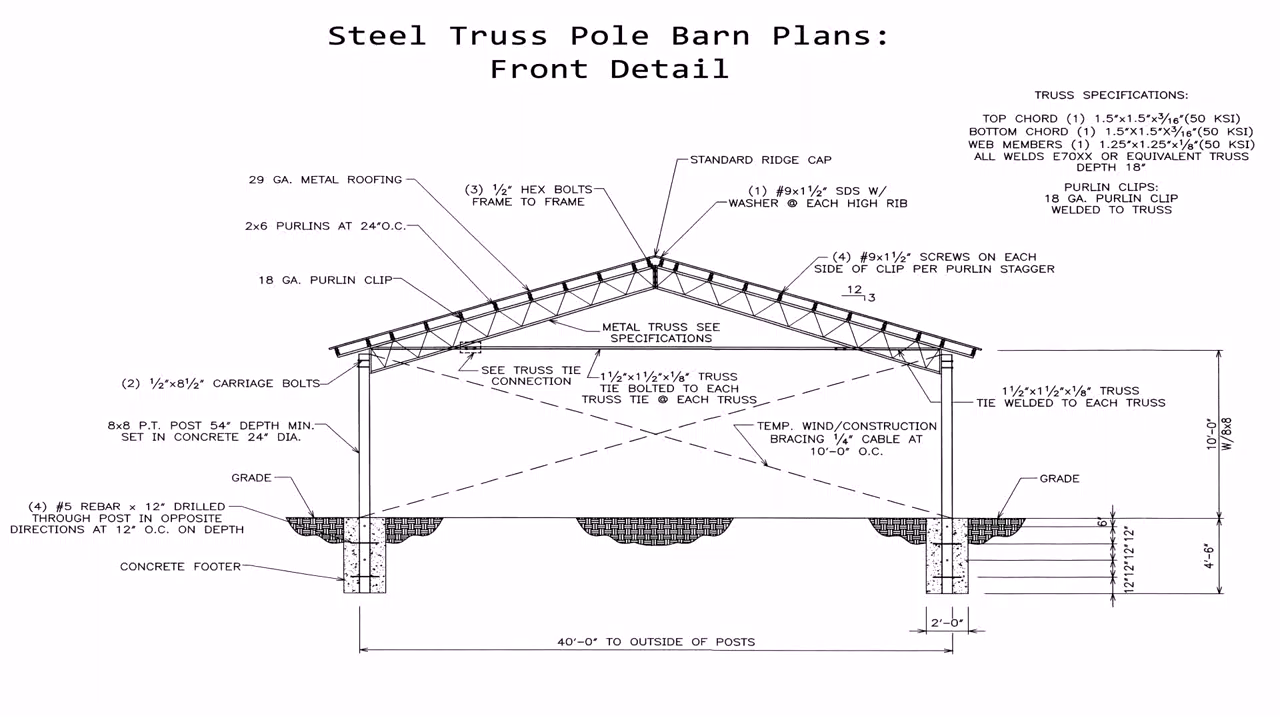 Steel Truss Pole Barn Plans:
Front Detail
TRUSS SPECIFICATIONS:
TOP CHORD (1) 1.5"x1.5"x3/16"(50 KSI)
BOTTOM CHORD (1) 1.5"X1.5"X3/16"(50 KSI)
WEB MEMBERS (1) 1.25"x1.25"x1/8"(50 KSI)
ALL WELDS E70XX OR EQUIVALENT TRUSS
DEPTH 18"
PURLIN CLIPS:
18 GA. PURLIN CLIP
WELDED TO TRUSS
STANDARD RIDGE CAP
29 GA. METAL ROOFING
(3) 1/2" HEX BOLTS
FRAME TO FRAME
(1) #9x1 1/2" SDS W/
WASHER @ EACH HIGH RIB
2x6 PURLINS AT 24"O.C.
(4) #9x1 1/2" SCREWS ON EACH
SIDE OF CLIP PER PURLIN STAGGER
18 GA. PURLIN CLIP
12
3
METAL TRUSS SEE
SPECIFICATIONS
SEE TRUSS TIE
CONNECTION
1 1/2"x1 1/2"x1/8" TRUSS
TIE BOLTED TO EACH
TRUSS TIE @ EACH TRUSS
(2) 1/2"x8 1/2" CARRIAGE BOLTS
1 1/2"x1 1/2"x1/8" TRUSS
TIE WELDED TO EACH TRUSS
8x8 P.T. POST 54" DEPTH MIN.
SET IN CONCRETE 24" DIA.
TEMP. WIND/CONSTRUCTION
BRACING 1/4" CABLE AT
10'-0" O.C.
10'-0"
W/8x8
GRADE
GRADE
(4) #5 REBAR x 12" DRILLED
THROUGH POST IN OPPOSITE
DIRECTIONS AT 12" O.C. ON DEPTH
6"
12"
12"
12"
12"
4'-6"
CONCRETE FOOTER
2'-0"
40'-0" TO OUTSIDE OF POSTS